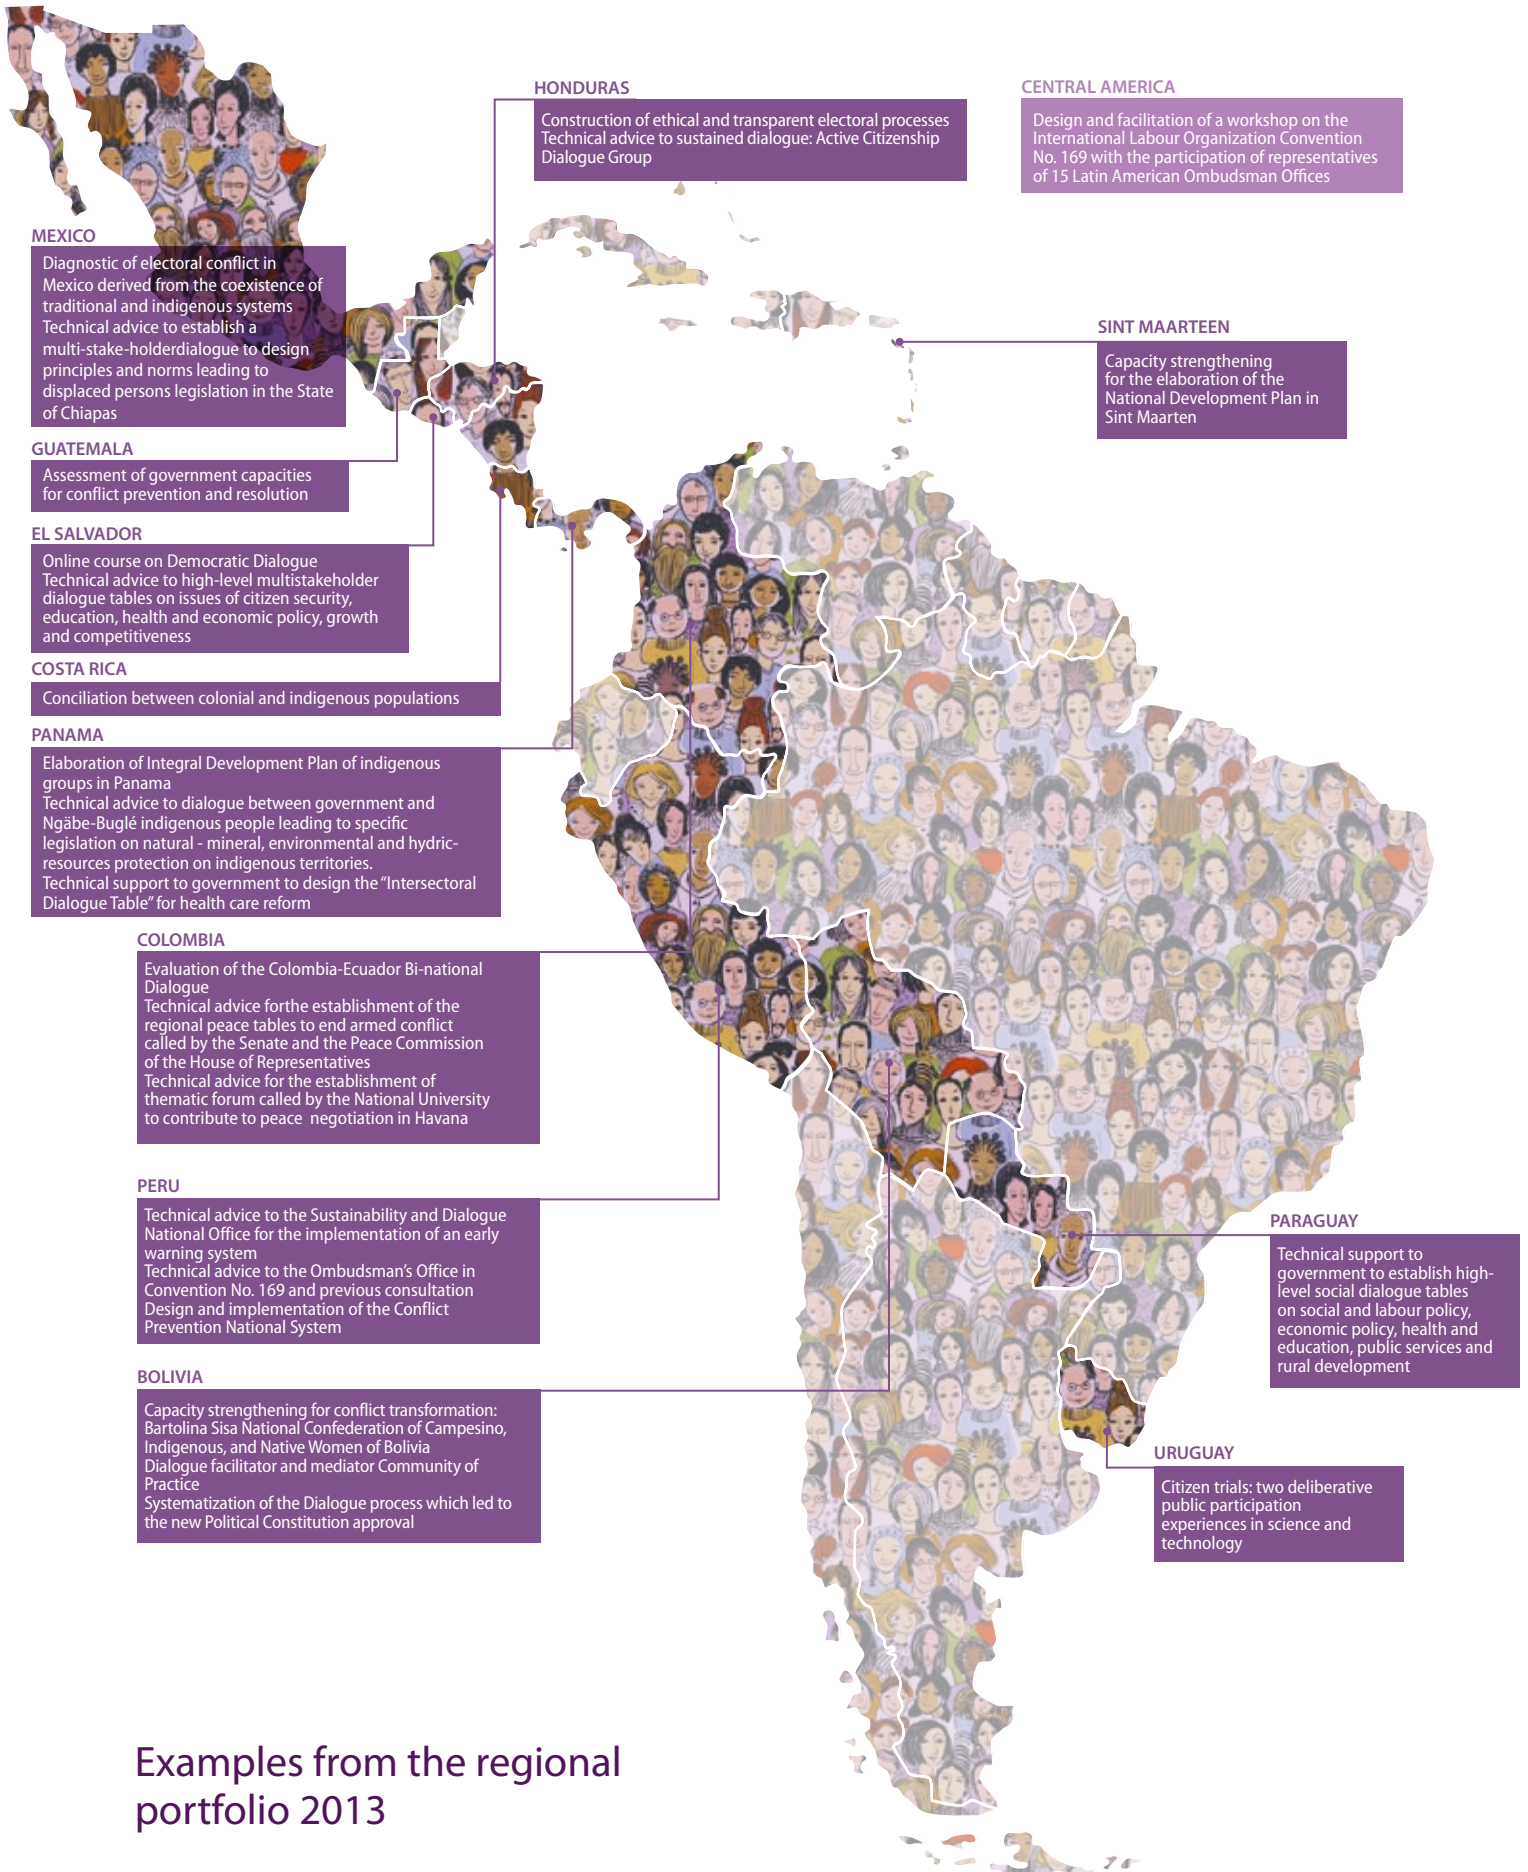 HONDURAS
Construction of ethical and transparent electoral processes
Technical advice to sustained dialogue: Active Citizenship
Dialogue Group
CENTRAL AMERICA
Design and facilitation of a workshop on the
International Labour Organization Convention
No. 169 with the participation of representatives
of 15 Latin American Ombudsman Offices
MEXICO
Diagnostic of electoral conflict in
Mexico derived from the coexistence of
traditional and indigenous systems
Technical advice to establish a
multi-stake-holderdialogue to design
principles and norms leading to
displaced persons legislation in the State
of Chiapas
SINT MAARTEEN
Capacity strengthening
for the elaboration of the
National Development Plan in
Sint Maarten
GUATEMALA
Assessment of government capacities
for conflict prevention and resolution
EL SALVADOR
Online course on Democratic Dialogue
Technical advice to high-level multistakeholder
dialogue tables on issues of citizen security,
education, health and economic policy, growth
and competitiveness
COSTA RICA
Conciliation between colonial and indigenous populations
PANAMA
Elaboration of Integral Development Plan of indigenous
groups in Panama
Technical advice to dialogue between government and
Ngäbe-Buglé indigenous people leading to specific
legislation on natural - mineral, environmental and hydric-
resources protection on indigenous territories.
Technical support to government to design the “Intersectoral
Dialogue Table” for health care reform
COLOMBIA
Evaluation of the Colombia-Ecuador Bi-national
Dialogue
Technical advice forthe establishment of the
regional peace tables to end armed conflict
called by the Senate and the Peace Commission
of the House of Representatives
Technical advice for the establishment of
thematic forum called by the National University
to contribute to peace negotiation in Havana
PERU
Technical advice to the Sustainability and Dialogue
National Office for the implementation of an early
warning system
Technical advice to the Ombudsman’s Office in
Convention No. 169 and previous consultation
Design and implementation of the Conflict
Prevention National System
PARAGUAY
Technical support to
government to establish high-
level social dialogue tables
on social and labour policy,
economic policy, health and
education, public services and
rural development
BOLIVIA
Capacity strengthening for conflict transformation:
Bartolina Sisa National Confederation of Campesino,
Indigenous, and Native Women of Bolivia
Dialogue facilitator and mediator Community of
Practice
Systematization of the Dialogue process which led to
the new Political Constitution approval
URUGUAY
Citizen trials: two deliberative
public participation
experiences in science and
technology
Examples from the regional
portfolio 2013